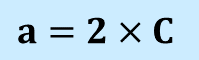 a = 2 × C